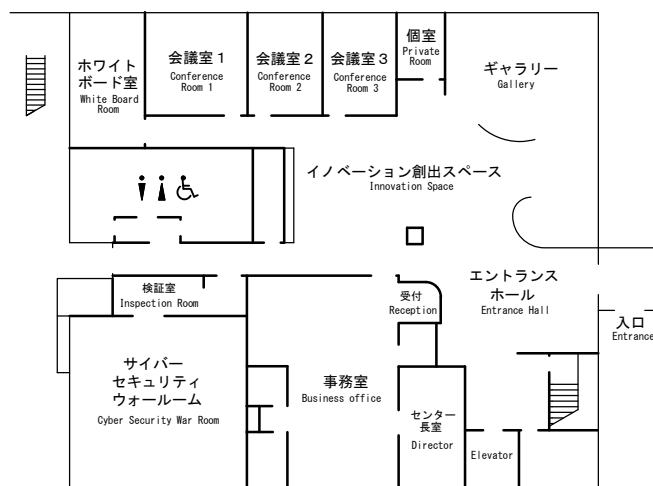 ホワイト
ボード室
White Board
Room
会議室1
Conference
Room 1
会議室2
Conference
Room 2
会議室3
Conference
Room 3
個室
Private
Room
ギャラリー
Gallery
イノベーション創出スペース
Innovation Space
検証室
Inspection Room
受付
Reception
エントランス
ホール
Entrance Hall
入口
Entrance
サイバー
セキュリティ
ウォールーム
Cyber Security War Room
事務室
Business office
センター
長室
Director
Elevator